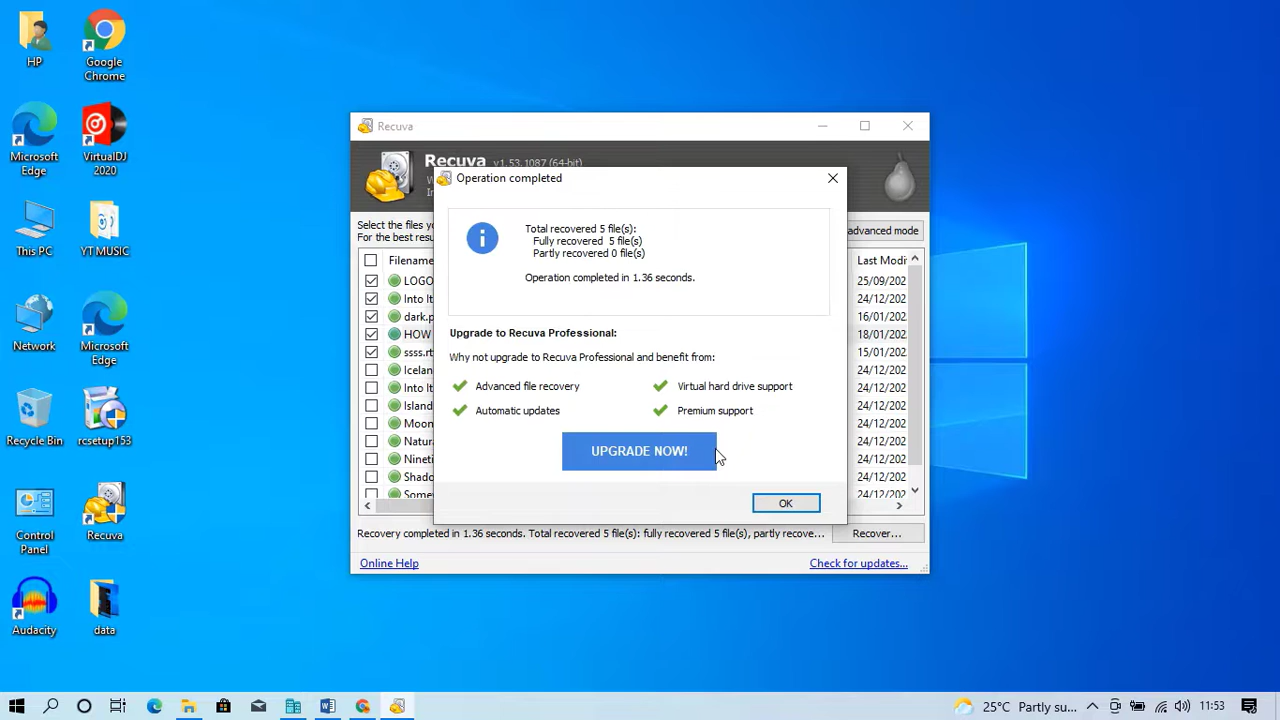 HP
Google
Chrome
Microsoft
Edge
VirtualDJ
2020
This PC
YT MUSIC
Network
Microsoft
Edge
Recycle Bin
rcsetup153
Control
Panel
Recuva
Audacity
data
Recuva
Recuva v1.53.1087 (64-bit)
Operation completed
Total recovered 5 file(s):
Fully recovered 5 file(s)
Partly recovered 0 file(s)
Operation completed in 1.36 seconds.
Upgrade to Recuva Professional:
Why not upgrade to Recuva Professional and benefit from:
Advanced file recovery
Virtual hard drive support
Automatic updates
Premium support
UPGRADE NOW!
OK
Select the files
For the best
advanced mode
Filename
Last Modi
LOGO 25/09/202
Into It 24/12/202
dark.p 16/01/202
HOW 18/01/202
ssss.rt 15/01/202
Icelan 24/12/202
Into It 24/12/202
Island 24/12/202
Moon 24/12/202
Natur 24/12/202
Nineti 24/12/202
Shado 24/12/202
Some 24/12/202
Recovery completed in 1.36 seconds. Total recovered 5 file(s): fully recovered 5 file(s), partly recove...
Recover...
Online Help
Check for updates...
25°C Partly su...
11:53